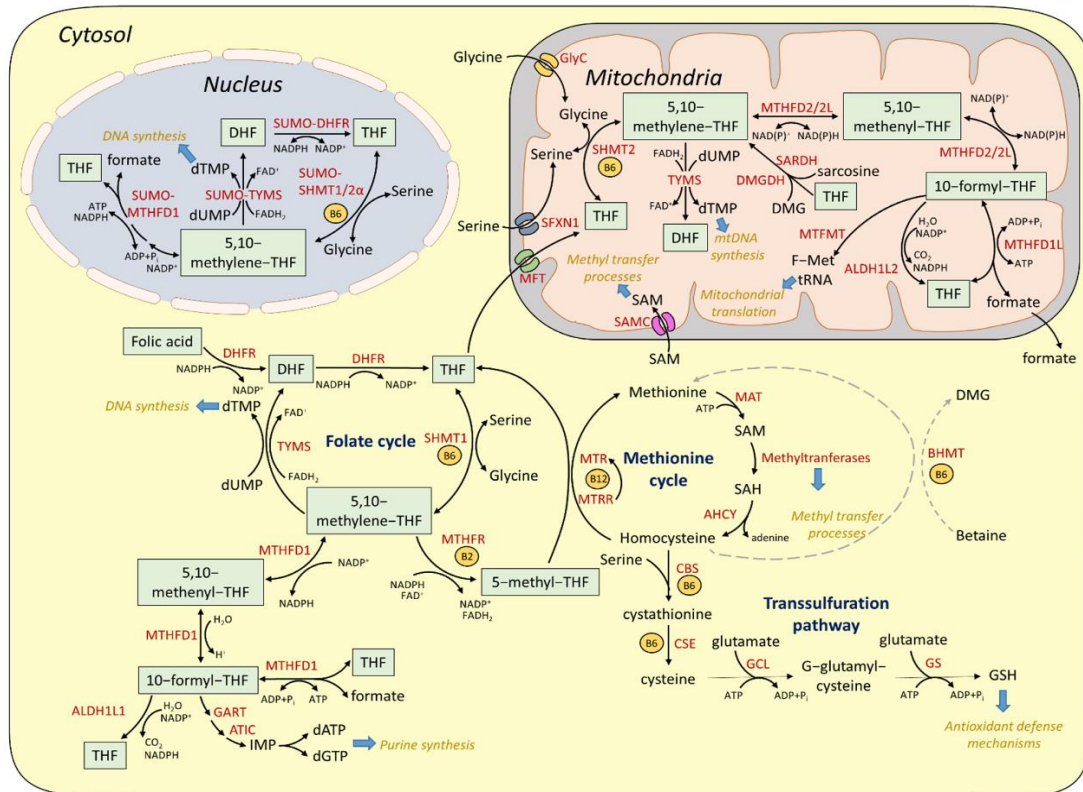 Cytosol
Nucleus
DNA synthesis
DHF
SUMO-DHFR
NADPH
NADP⁺
THF
THF
formate
dTMP
FAD⁺
SUMO-
MTHFD1
SUMO-TYMS
SUMO-
SHMT1/2α
B6
Serine
ATP
NADPH
dUMP
FADH₂
ADP+Pᵢ
NADP⁺
5,10-
methylene-THF
Glycine
Glycine
GlyC
Mitochondria
Glycine
5,10-
methylene-THF
MTHFD2/2L
NAD(P)⁺
NAD(P)H
5,10-
methenyl-THF
NAD(P)⁺
NAD(P)H
MTHFD2/2L
Serine
SHMT2
B6
FADH₂
dUMP
TYMS
FAD⁺
dTMP
SARDH
sarcosine
DMGDH
DMG
THF
10-formyl-THF
Serine
SFXN1
THF
DHF
mtDNA
synthesis
MTFMT
H₂O
NADP⁺
ADP+Pᵢ
MTHFD1L
ATP
F-Met
tRNA
ALDH1L2
CO₂
NADPH
THF
formate
MFT
Methyl transfer
processes
SAM
SAMC
SAM
Mitochondrial
translation
formate
Folic acid
DHFR
NADPH
NADP⁺
DHF
DHFR
NADPH
NADP⁺
THF
DNA synthesis
dTMP
FAD⁺
TYMS
dUMP
FADH₂
Folate cycle
SHMT1
B6
Serine
Glycine
5,10-
methylene-THF
MTHFR
B2
NADPH
FAD⁺
NADP⁺
FADH₂
5-methyl-THF
MTHFD1
NADP⁺
NADPH
5,10-
methenyl-THF
MTHFD1
H₂O
H⁺
10-formyl-THF
MTHFD1
ADP+Pᵢ
ATP
THF
formate
ALDH1L1
H₂O
NADP⁺
CO₂
NADPH
THF
GART
ATIC
IMP
dATP
dGTP
Purine synthesis
Methionine
ATP
MAT
SAM
MTR
B12
MTRR
Methionine
cycle
Methyltranferases
SAH
AHCY
adenine
Methyl transfer
processes
Homocysteine
DMG
BHMT
B6
Betaine
Serine
CBS
B6
cystathionine
B6
CSE
cysteine
Transsulfuration
pathway
glutamate
GCL
ATP
ADP+Pᵢ
G-glutamyl-
cysteine
glutamate
GS
ATP
ADP+Pᵢ
GSH
Antioxidant defense
mechanisms